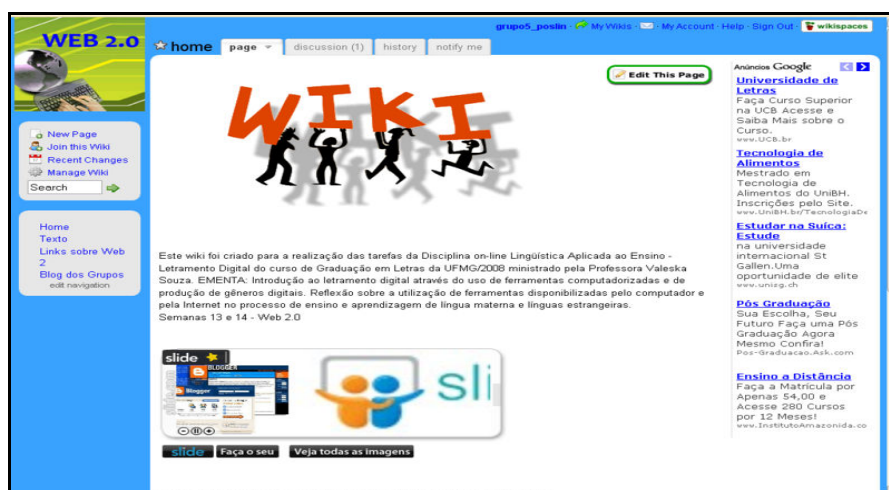 grupo5_poslin · My Wikis · My Account · Help · Sign Out · wikispaces
WEB 2.0
home page discussion (1) history notify me
Edit This Page
New Page
Join this Wiki
Recent Changes
Manage Wiki
Search
Home
Texto
Links sobre Web
2
Blog dos Grupos
edit navigation
WIKI
Este wiki foi criado para a realização das tarefas da Disciplina on-line Lingüística Aplicada ao Ensino -
Letramento Digital do curso de Graduação em Letras da UFMG/2008 ministrado pela Professora Valeska
Souza. EMENTA: Introdução ao letramento digital através do uso de ferramentas computadorizadas e de
produção de gêneros digitais. Reflexão sobre a utilização de ferramentas disponibilizadas pelo computador e
pela Internet no processo de ensino e aprendizagem de língua materna e línguas estrangeiras.
Semanas 13 e 14 - Web 2.0
slide
BLOGGER
Blogger
sli
slide Faça o seu Veja todas as imagens
Anúncios Google
Universidade de
Letras
Faça Curso Superior
na UCB Acesse e
Saiba Mais sobre o
Curso.
www.UCB.br
Tecnologia de
Alimentos
Mestrado em
Tecnologia de
Alimentos do UniBH.
Inscrições pelo Site.
www.UniBH.br/TecnologiaDe
Estudar na Suíça:
Estude
na universidade
internacional St
Gallen.Uma
oportunidade de elite
www.unisg.ch
Pós Graduação
Sua Escolha, Seu
Futuro Faça uma Pós
Graduação Agora
Mesmo Confira!
Pos-Graduacao.Ask.com
Ensino a Distância
Faça a Matrícula por
Apenas 54,00 e
Acesse 280 Cursos
por 12 Meses!
www.InstitutoAmazonida.co